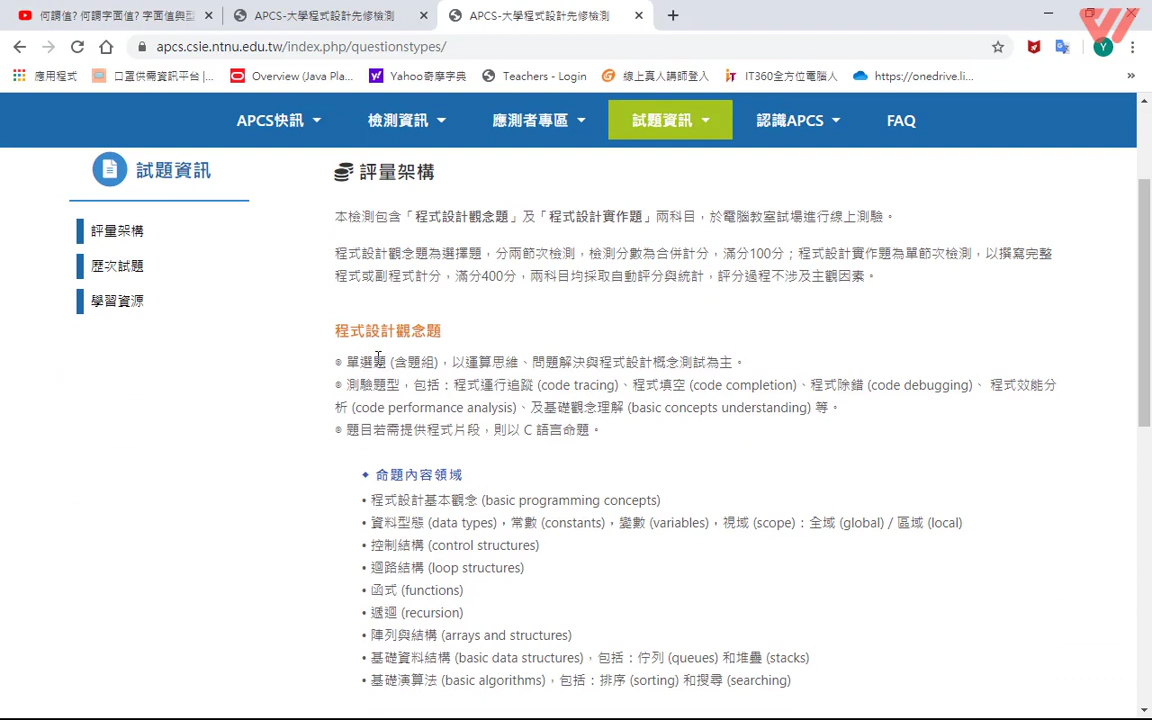 何謂值? 何謂字面值? 字面值與型
APCS-大學程式設計先修檢測
APCS-大學程式設計先修檢測
apcs.csie.ntnu.edu.tw/index.php/questionstypes/
Y
應用程式
口罩供需資訊平台 |...
Overview (Java Pla...
Yahoo奇摩字典
Teachers - Login
線上真人講師登入
IT360全方位電腦人
https://onedrive.li...
»
APCS快訊
檢測資訊
應測者專區
試題資訊
認識APCS
FAQ
試題資訊
評量架構
歷次試題
學習資源
評量架構
本檢測包含「程式設計觀念題」及「程式設計實作題」兩科目，於電腦教室試場進行線上測驗。
程式設計觀念題為選擇題，分兩節次檢測，檢測分數為合併計分，滿分100分；程式設計實作題為單節次檢測，以撰寫完整
程式或副程式計分，滿分400分，兩科目均採取自動評分與統計，評分過程不涉及主觀因素。
程式設計觀念題
◎ 單選題 (含題組)，以運算思維、問題解決與程式設計概念測試為主。
◎ 測驗題型，包括：程式運行追蹤 (code tracing)、程式填空 (code completion)、程式除錯 (code debugging)、 程式效能分
析 (code performance analysis)、及基礎觀念理解 (basic concepts understanding) 等。
◎ 題目若需提供程式片段，則以 C 語言命題。
◆ 命題內容領域
• 程式設計基本觀念 (basic programming concepts)
• 資料型態 (data types)，常數 (constants)，變數 (variables)，視域 (scope)：全域 (global) / 區域 (local)
• 控制結構 (control structures)
• 迴路結構 (loop structures)
• 函式 (functions)
• 遞迴 (recursion)
• 陣列與結構 (arrays and structures)
• 基礎資料結構 (basic data structures)，包括：佇列 (queues) 和堆疊 (stacks)
• 基礎演算法 (basic algorithms)，包括：排序 (sorting) 和搜尋 (searching)